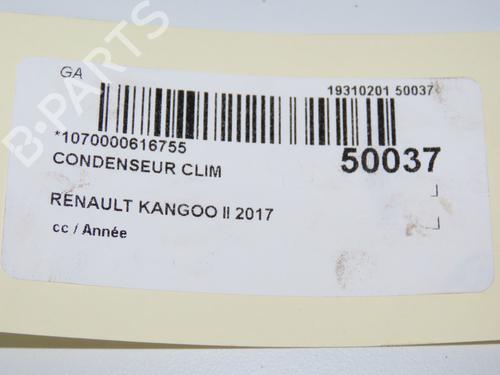 B-PARTS
GA
19310201 50037
*1070000616755
50037
CONDENSEUR CLIM
RENAULT KANGOO II 2017
cc / Année